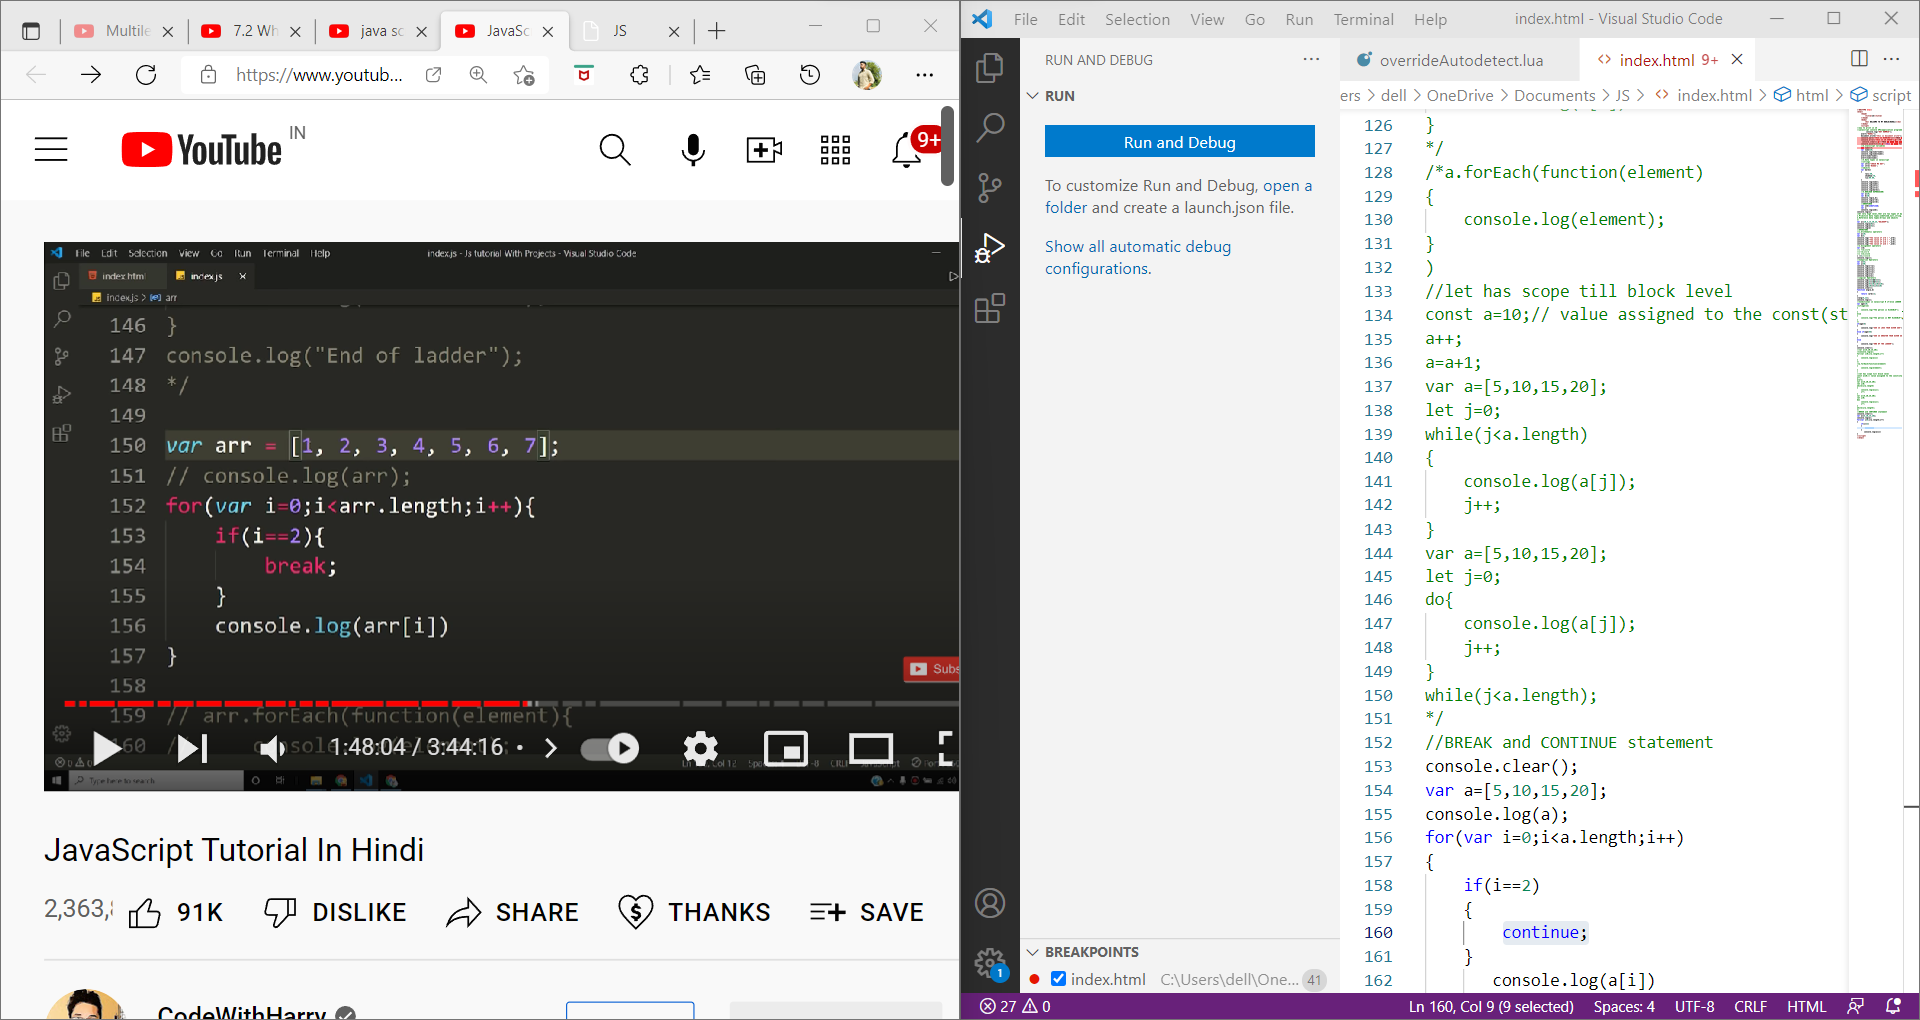 Multile
7.2 Wh
java sc
JavaSc
JS
https://www.youtub...
YouTube IN
9+
File Edit Selection View Go Run Terminal Help
index.js - Js tutorial With Projects - Visual Studio Code
index.html
index.js
index.js > arr
146 }
147 console.log("End of ladder");
148 */
149
150 var arr = [1, 2, 3, 4, 5, 6, 7];
151 // console.log(arr);
152 for(var i=0;i<arr.length;i++){
153 if(i==2){
154 break;
155 }
156 console.log(arr[i])
157 }
158
159 // arr.forEach(function(element){
Subs
1:48:04 / 3:44:16 •
Type here to search
JavaScript Tutorial In Hindi
2,363,
91K
DISLIKE
SHARE
THANKS
SAVE
CodeWithHarry
File Edit Selection View Go Run Terminal Help
index.html - Visual Studio Code
RUN AND DEBUG
RUN
Run and Debug
To customize Run and Debug, open a
folder and create a launch.json file.
Show all automatic debug
configurations.
BREAKPOINTS
index.html C:\Users\dell\One... 41
1
overrideAutodetect.lua
index.html 9+
ers > dell > OneDrive > Documents > JS > index.html > html > script
126 }
127 */
128 /*a.forEach(function(element)
129 {
130 console.log(element);
131 }
132 )
133 //let has scope till block level
134 const a=10;// value assigned to the const(st
135 a++;
136 a=a+1;
137 var a=[5,10,15,20];
138 let j=0;
139 while(j<a.length)
140 {
141 console.log(a[j]);
142 j++;
143 }
144 var a=[5,10,15,20];
145 let j=0;
146 do{
147 console.log(a[j]);
148 j++;
149 }
150 while(j<a.length);
151 */
152 //BREAK and CONTINUE statement
153 console.clear();
154 var a=[5,10,15,20];
155 console.log(a);
156 for(var i=0;i<a.length;i++)
157 {
158 if(i==2)
159 {
160 continue;
161 }
162 console.log(a[i])
27 0
Ln 160, Col 9 (9 selected) Spaces: 4 UTF-8 CRLF HTML